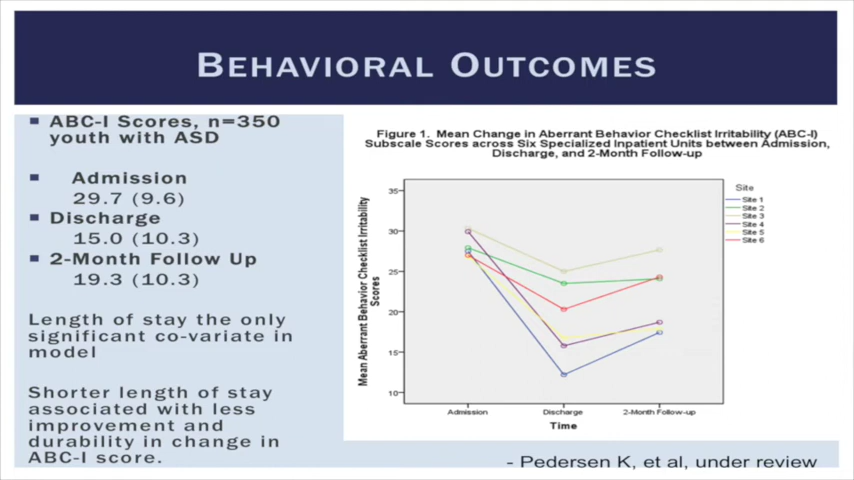 BEHAVIORAL OUTCOMES
ABC-I Scores, n=350
youth with ASD
Admission
29.7 (9.6)
Discharge
15.0 (10.3)
2-Month Follow Up
19.3 (10.3)
Length of stay the only
significant co-variate in
model
Shorter length of stay
associated with less
improvement and
durability in change in
ABC-I score.
Figure 1. Mean Change in Aberrant Behavior Checklist Irritability (ABC-I)
Subscale Scores across Six Specialized Inpatient Units between Admission,
Discharge, and 2-Month Follow-up
Mean Aberrant Behavior Checklist Irritability
Scores
35
30
25
20
15
10
Admission
Discharge
2-Month Follow-up
Time
Site
Site 1
Site 2
Site 3
Site 4
Site 5
Site 6
- Pedersen K, et al, under review